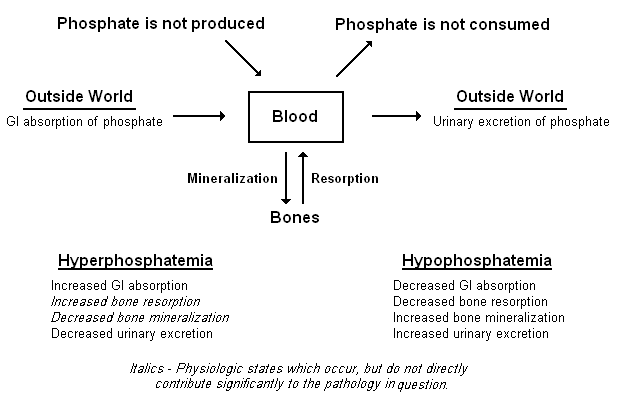 Phosphate is not produced
Phosphate is not consumed
Outside World
GI absorption of phosphate
Blood
Outside World
Urinary excretion of phosphate
Mineralization
Resorption
Bones
Hyperphosphatemia
Increased GI absorption
Increased bone resorption
Decreased bone mineralization
Decreased urinary excretion
Hypophosphatemia
Decreased GI absorption
Decreased bone resorption
Increased bone mineralization
Increased urinary excretion
Italics - Physiologic states which occur, but do not directly
contribute significantly to the pathology in question.